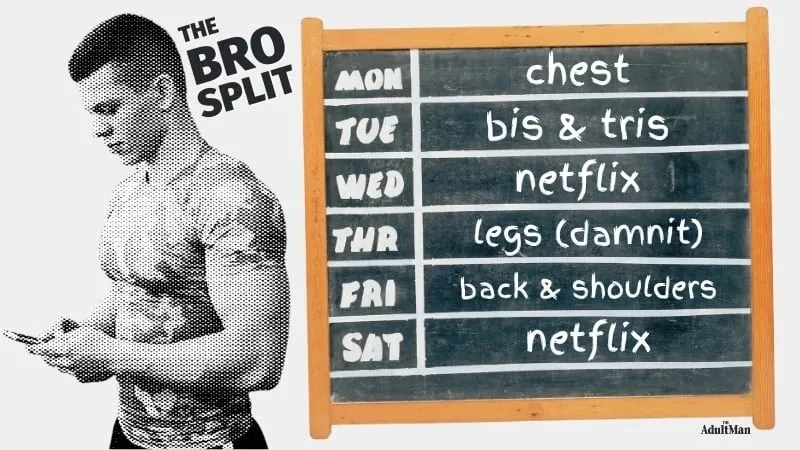 THE
BRO
SPLIT
MON chest
TUE bis & tris
WED netflix
THR legs (damnit)
FRI back & shoulders
SAT netflix
THE
AdultMan